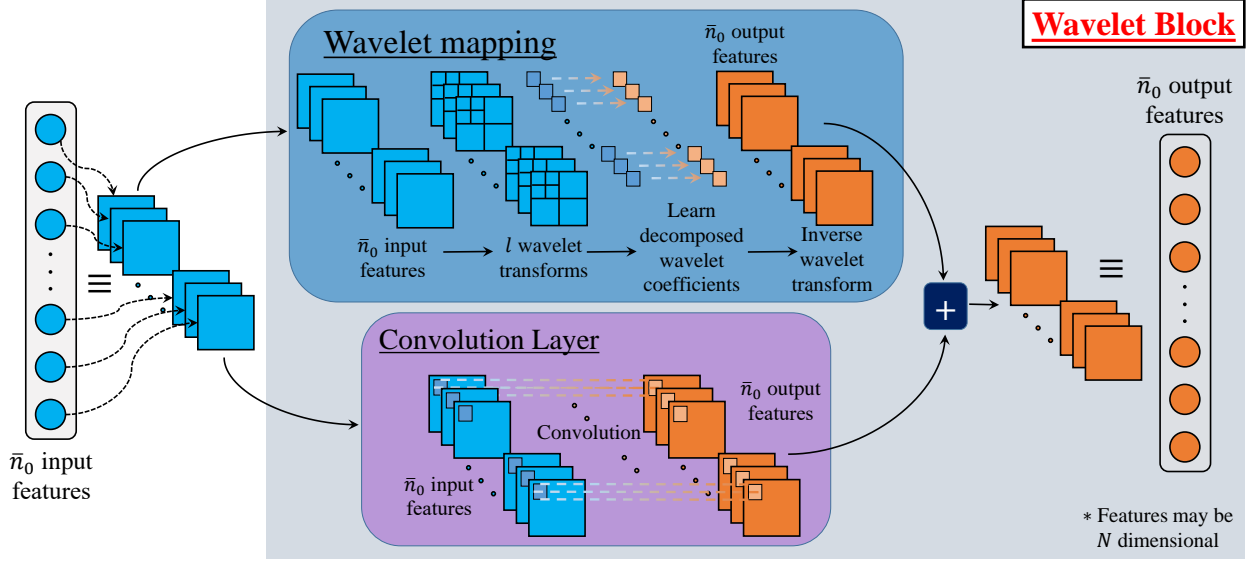 Wavelet Block
Wavelet mapping
n̄₀ output
features
n̄₀ input
features
l wavelet
transforms
Learn
decomposed
wavelet
coefficients
Inverse
wavelet
transform
≡
n̄₀ input
features
Convolution Layer
n̄₀ output
features
Convolution
n̄₀ input
features
+
≡
n̄₀ output
features
* Features may be
N dimensional